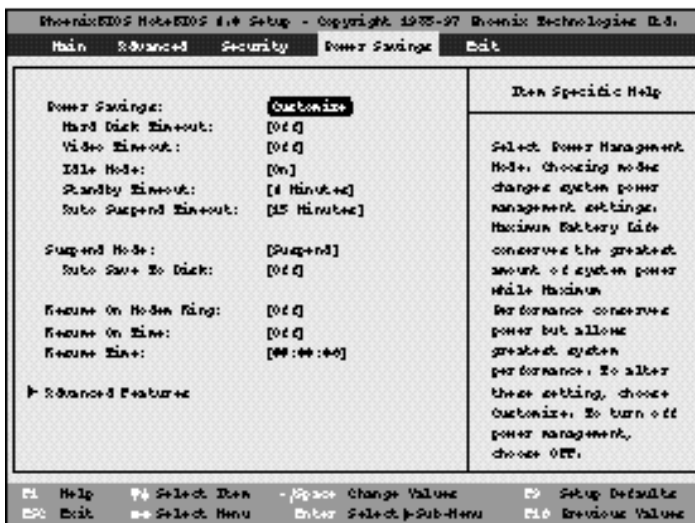 PhoenixBIOS NoteBIOS 4.0 Setup - Copyright 1985-97 Phoenix Technologies Ltd.
Main Advanced Security Power Savings Exit
Power Savings: [Customize]
Hard Disk Timeout: [Off]
Video Timeout: [Off]
Idle Mode: [On]
Standby Timeout: [ Minutes]
Auto Suspend Timeout: [15 Minutes]
Suspend Mode: [Suspend]
Auto Save To Disk: [Off]
Resume On Modem Ring: [Off]
Resume On Time: [Off]
Resume Time: [00:00:00]
▶ Advanced Features
Item Specific Help
Select Power Management
Mode. Choosing modes
changes system power
management settings.
Maximum Battery Life
conserves the greatest
amount of system power
while Maximum
Performance conserves
power but allows
greatest system
performance. To alter
these setting, choose
Customize. To turn off
power management,
choose OFF.
F1 Help ↑↓ Select Item -/Space Change Values F9 Setup Defaults
ESC Exit ←→ Select Menu Enter Select ▶ Sub-Menu F10 Previous Values